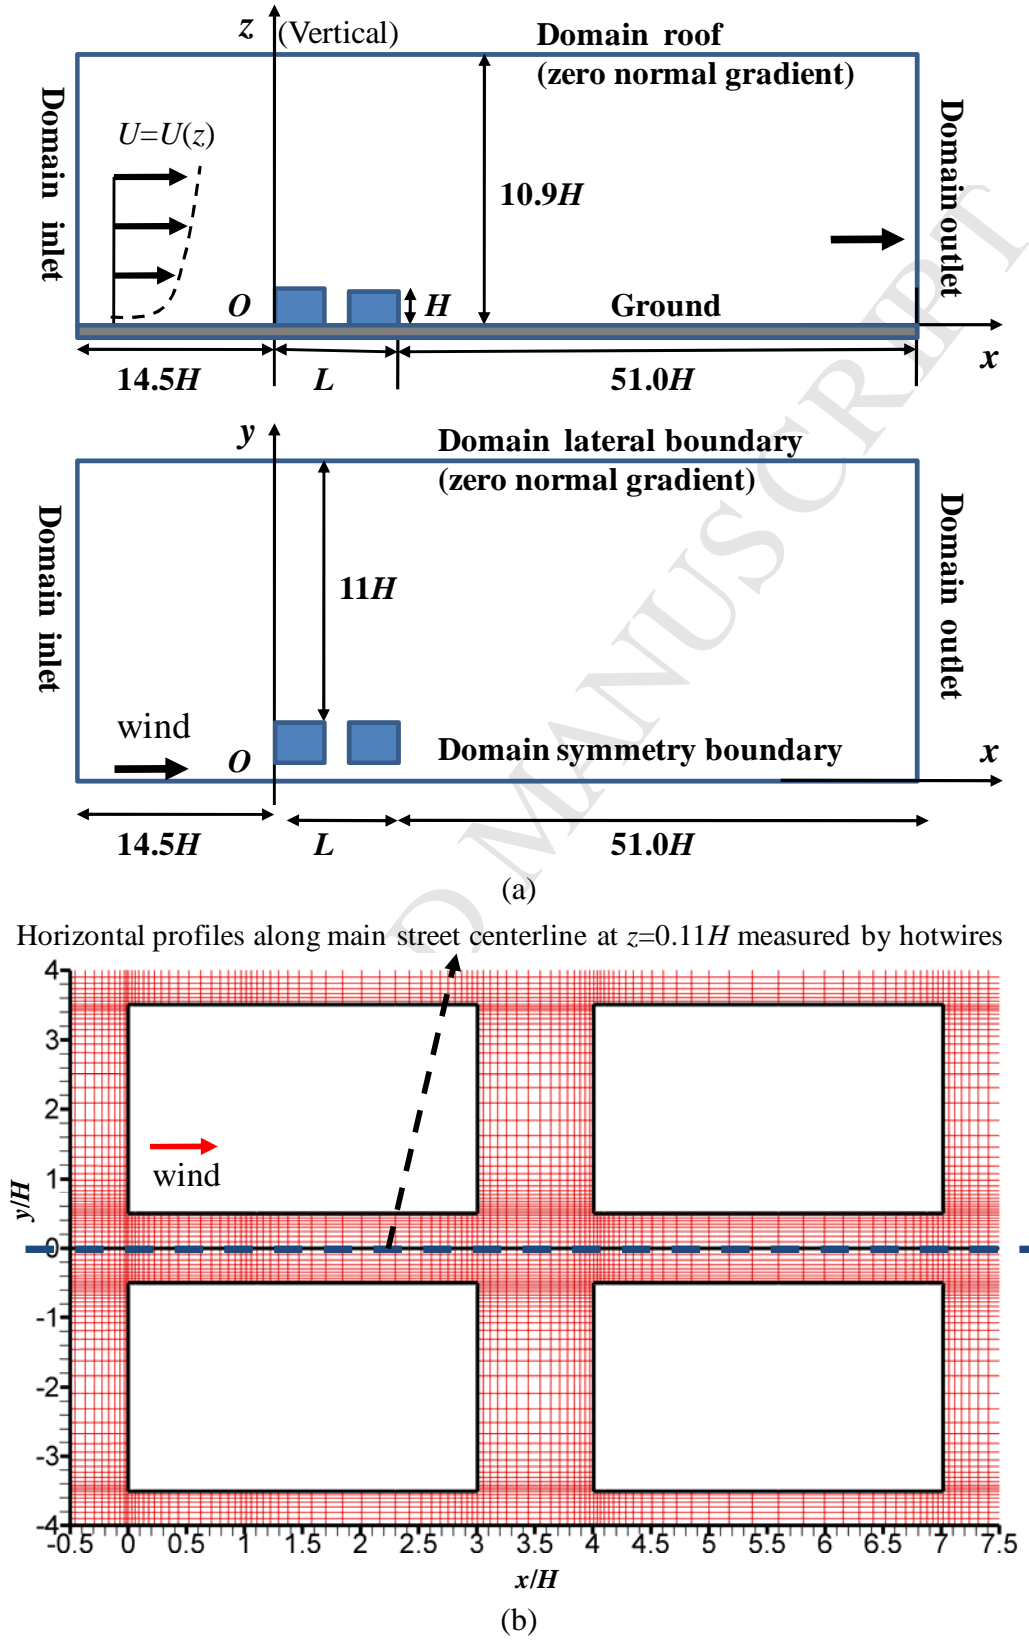 z (Vertical)
Domain roof
(zero normal gradient)
Domain inlet
U=U(z)
10.9H
Domain outlet
O
H
Ground
x
14.5H
L
51.0H
y
Domain lateral boundary
(zero normal gradient)
Domain inlet
11H
Domain outlet
wind
O
Domain symmetry boundary
x
14.5H
L
51.0H
(a)
D MANUSCRIPT
Horizontal profiles along main street centerline at z=0.11H measured by hotwires
4
3
2
1
0
-1
-2
-3
-4
y/H
wind
-0.5 0 0.5 1 1.5 2 2.5 3 3.5 4 4.5 5 5.5 6 6.5 7 7.5
x/H
(b)